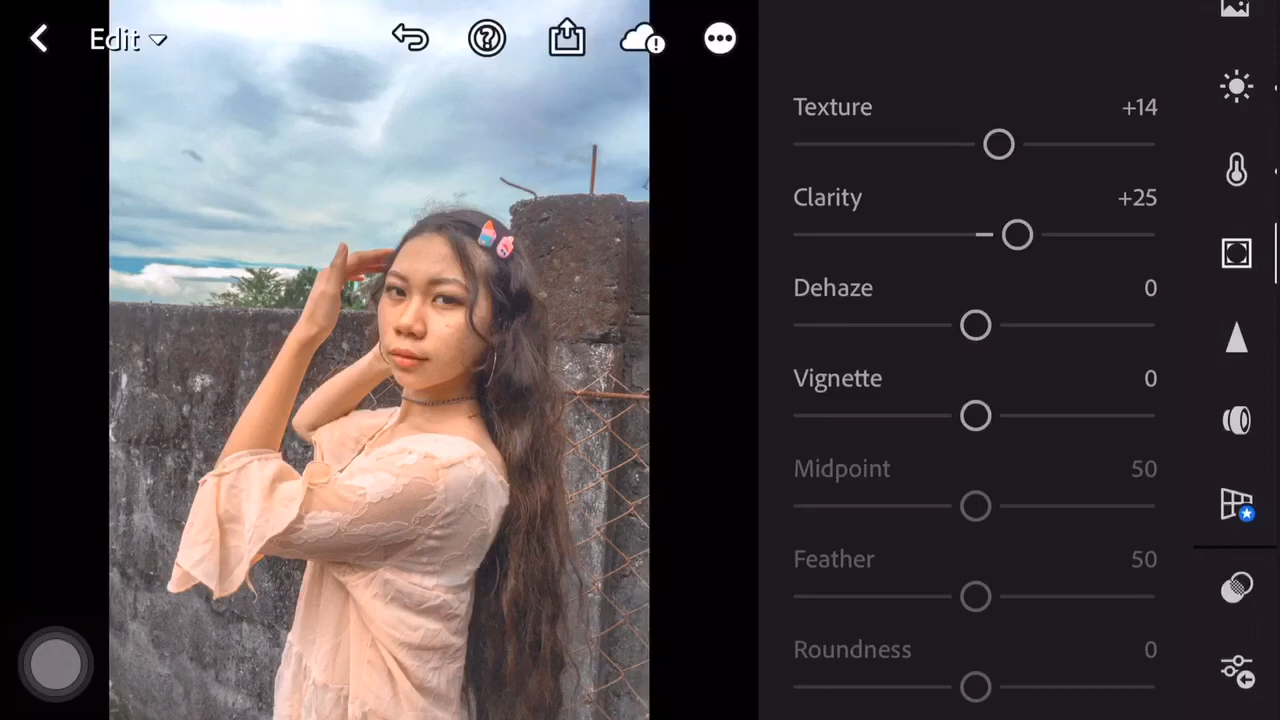 Edit
Texture +14
Clarity +25
Dehaze 0
Vignette 0
Midpoint 50
Feather 50
Roundness 0